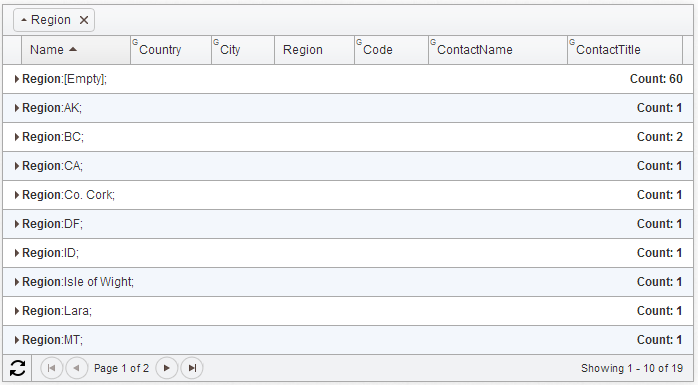 Region
Name G Country G City Region G Code G ContactName G ContactTitle
Region:[Empty]; Count: 60
Region:AK; Count: 1
Region:BC; Count: 2
Region:CA; Count: 1
Region:Co. Cork; Count: 1
Region:DF; Count: 1
Region:ID; Count: 1
Region:Isle of Wight; Count: 1
Region:Lara; Count: 1
Region:MT; Count: 1
Page 1 of 2 Showing 1 - 10 of 19